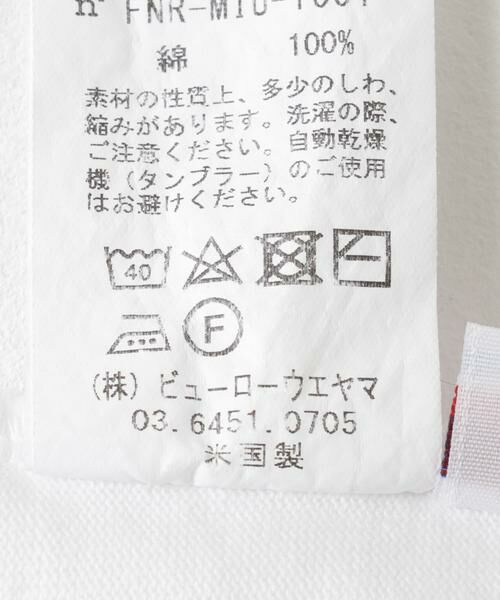 綿 100%
素材の性質上、多少のしわ、
縮みがあります。洗濯の際、
ご注意ください。自動乾燥
機(タンブラー)のご使用
はお避けください。
40
F
(株)ビューローウエヤマ
03.6451.0705
米国製